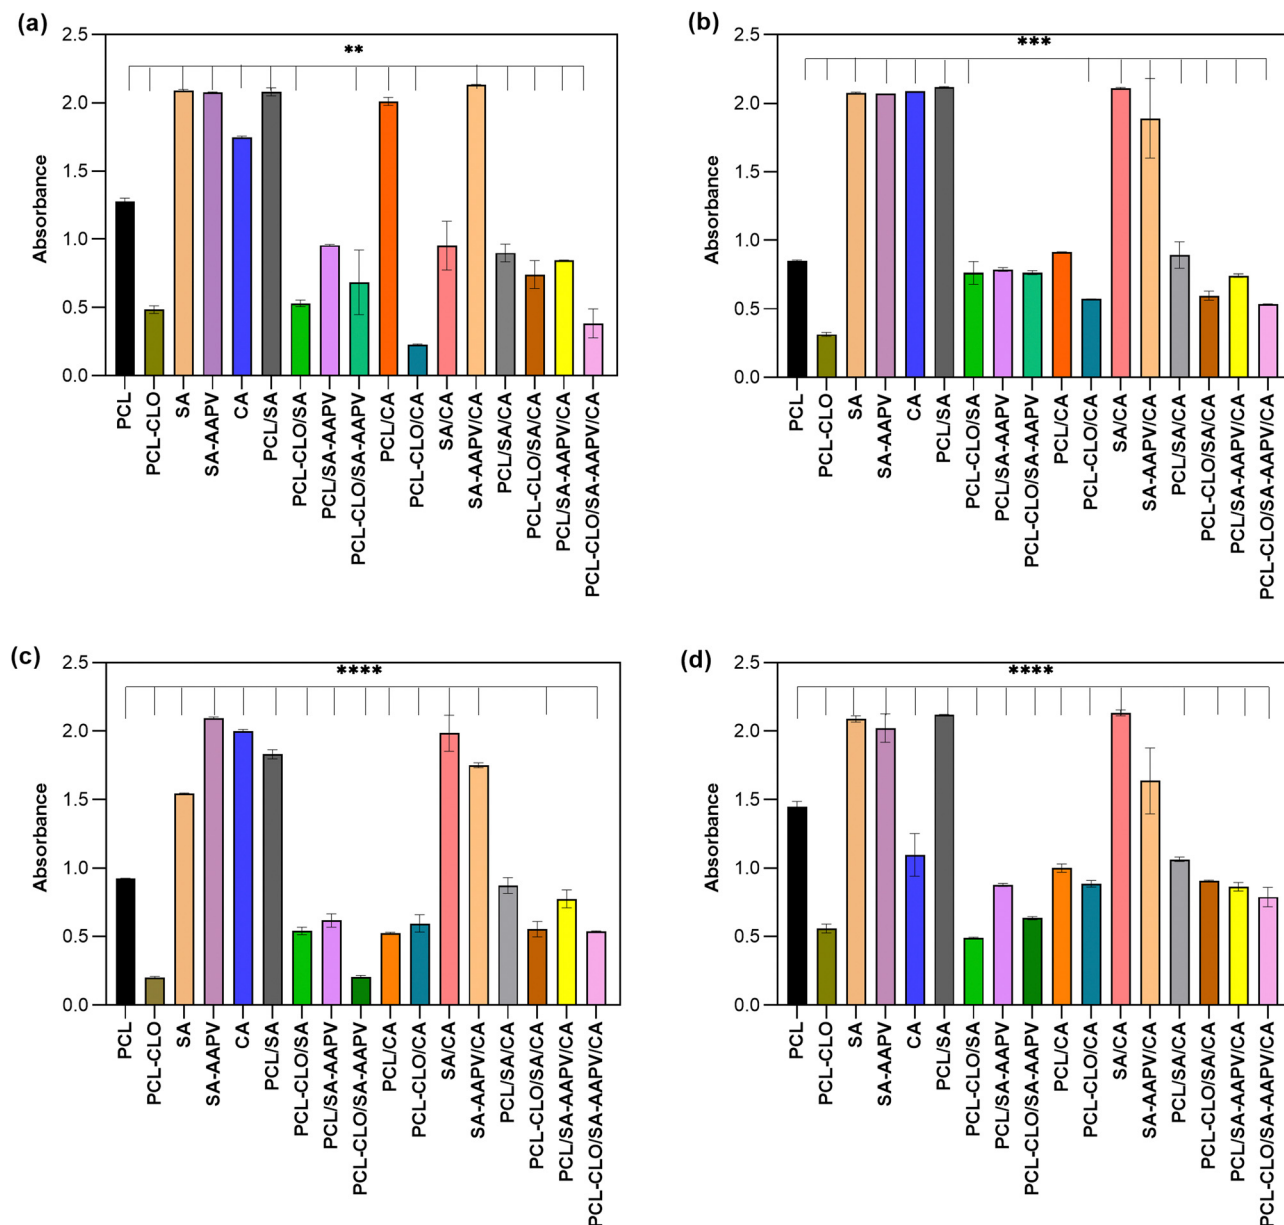 (a)
2.5
2.0
1.5
1.0
0.5
0.0
Absorbance
**
PCL
PCL-CLO
SA
SA-AAPV
CA
PCL/SA
PCL-CLO/SA
PCL/SA-AAPV
PCL-CLO/SA-AAPV
PCL/CA
PCL-CLO/CA
SA/CA
SA-AAPV/CA
PCL/SA/CA
PCL-CLO/SA/CA
PCL/SA-AAPV/CA
PCL-CLO/SA-AAPV/CA
(b)
2.5
2.0
1.5
1.0
0.5
0.0
Absorbance
***
PCL
PCL-CLO
SA
SA-AAPV
CA
PCL/SA
PCL-CLO/SA
PCL/SA-AAPV
PCL-CLO/SA-AAPV
PCL/CA
PCL-CLO/CA
SA/CA
SA-AAPV/CA
PCL/SA/CA
PCL-CLO/SA/CA
PCL/SA-AAPV/CA
PCL-CLO/SA-AAPV/CA
(c)
2.5
2.0
1.5
1.0
0.5
0.0
Absorbance
****
PCL
PCL-CLO
SA
SA-AAPV
CA
PCL/SA
PCL-CLO/SA
PCL/SA-AAPV
PCL-CLO/SA-AAPV
PCL/CA
PCL-CLO/CA
SA/CA
SA-AAPV/CA
PCL/SA/CA
PCL-CLO/SA/CA
PCL/SA-AAPV/CA
PCL-CLO/SA-AAPV/CA
(d)
2.5
2.0
1.5
1.0
0.5
0.0
Absorbance
****
PCL
PCL-CLO
SA
SA-AAPV
CA
PCL/SA
PCL-CLO/SA
PCL/SA-AAPV
PCL-CLO/SA-AAPV
PCL/CA
PCL-CLO/CA
SA/CA
SA-AAPV/CA
PCL/SA/CA
PCL-CLO/SA/CA
PCL/SA-AAPV/CA
PCL-CLO/SA-AAPV/CA